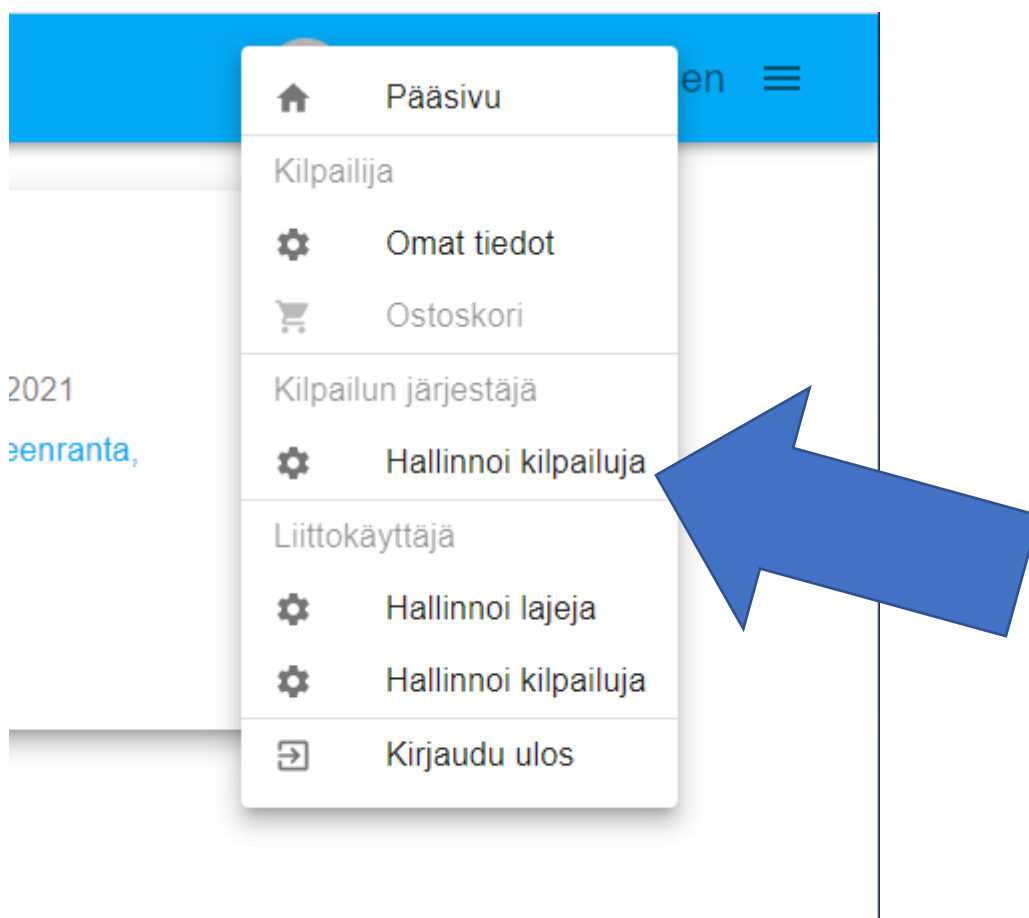 en
Pääsivu
Kilpailija
Omat tiedot
Ostoskori
2021
Kilpailun järjestäjä
eenranta,
Hallinnoi kilpailuja
Liittokäyttäjä
Hallinnoi lajeja
Hallinnoi kilpailuja
Kirjaudu ulos